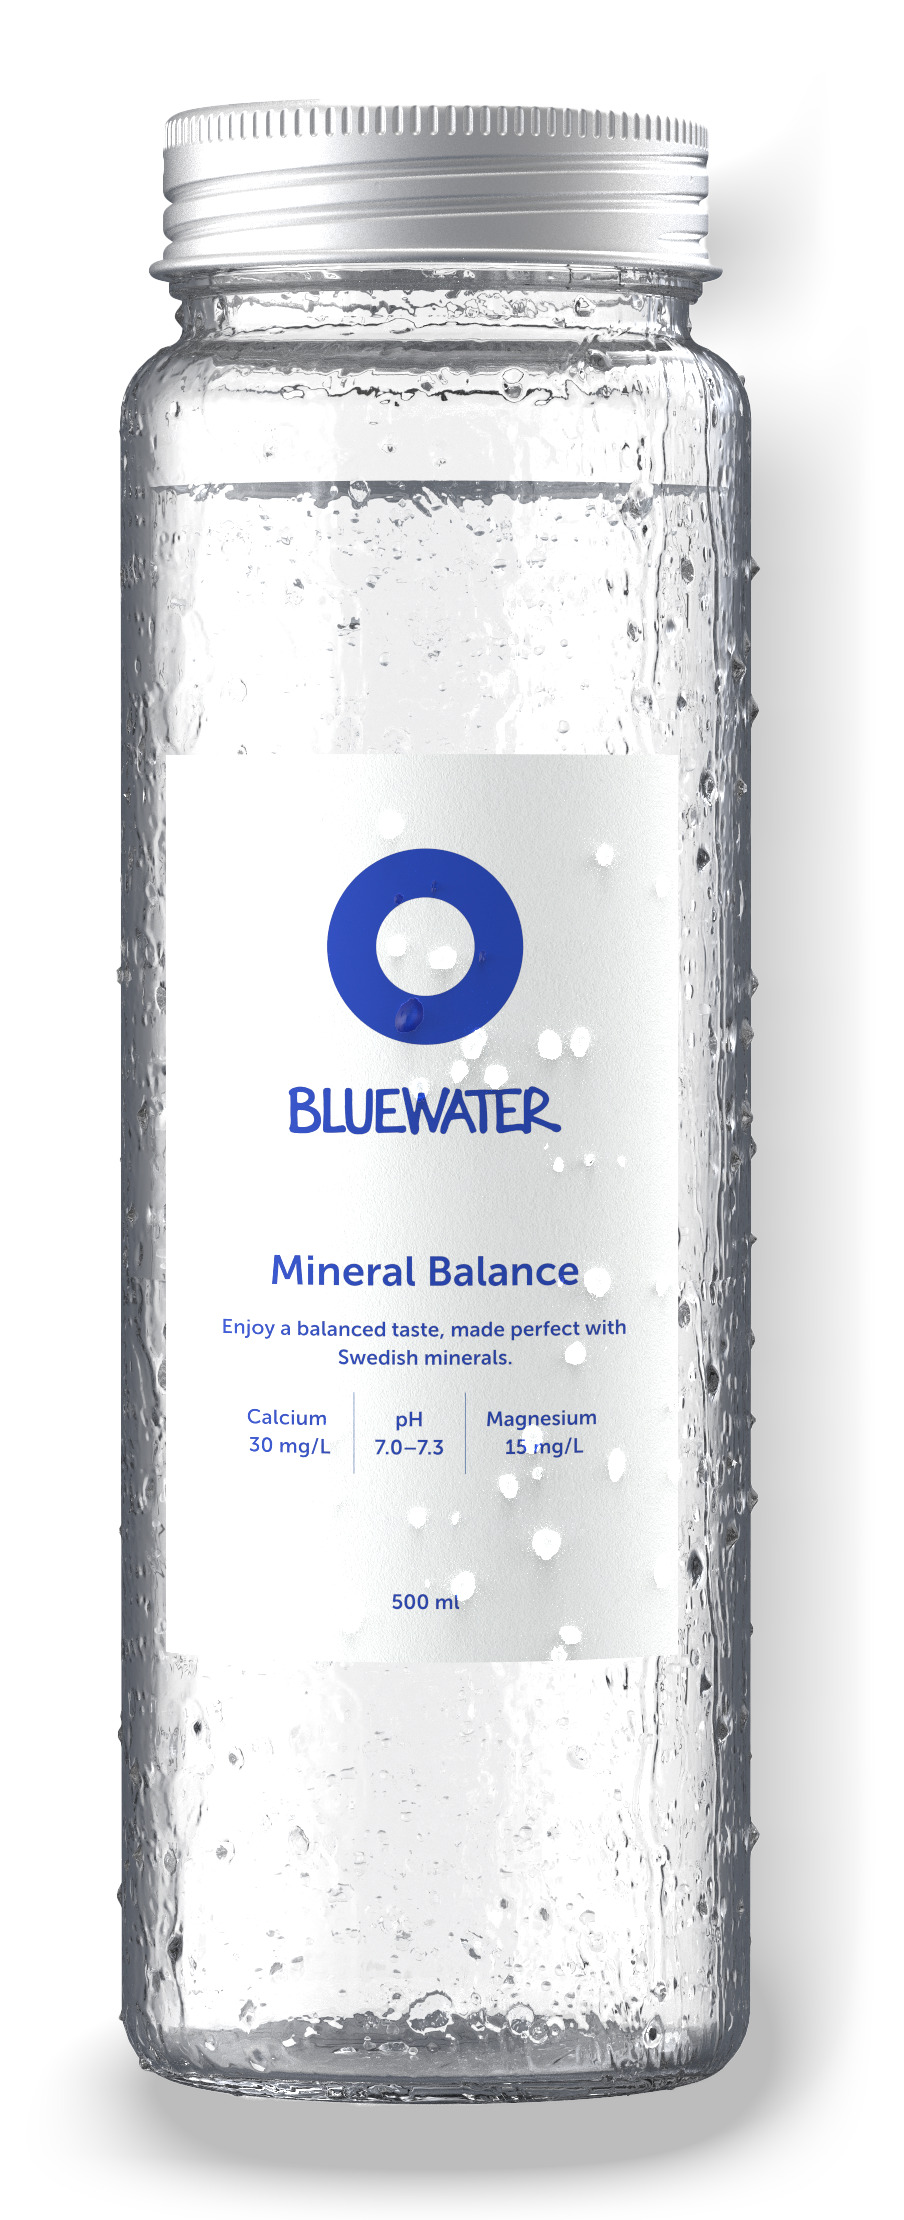 BLUEWATER
Mineral Balance
Enjoy a balanced taste, made perfect with
Swedish minerals.
Calcium
30 mg/L
pH
7.0–7.3
Magnesium
15 mg/L
500 ml